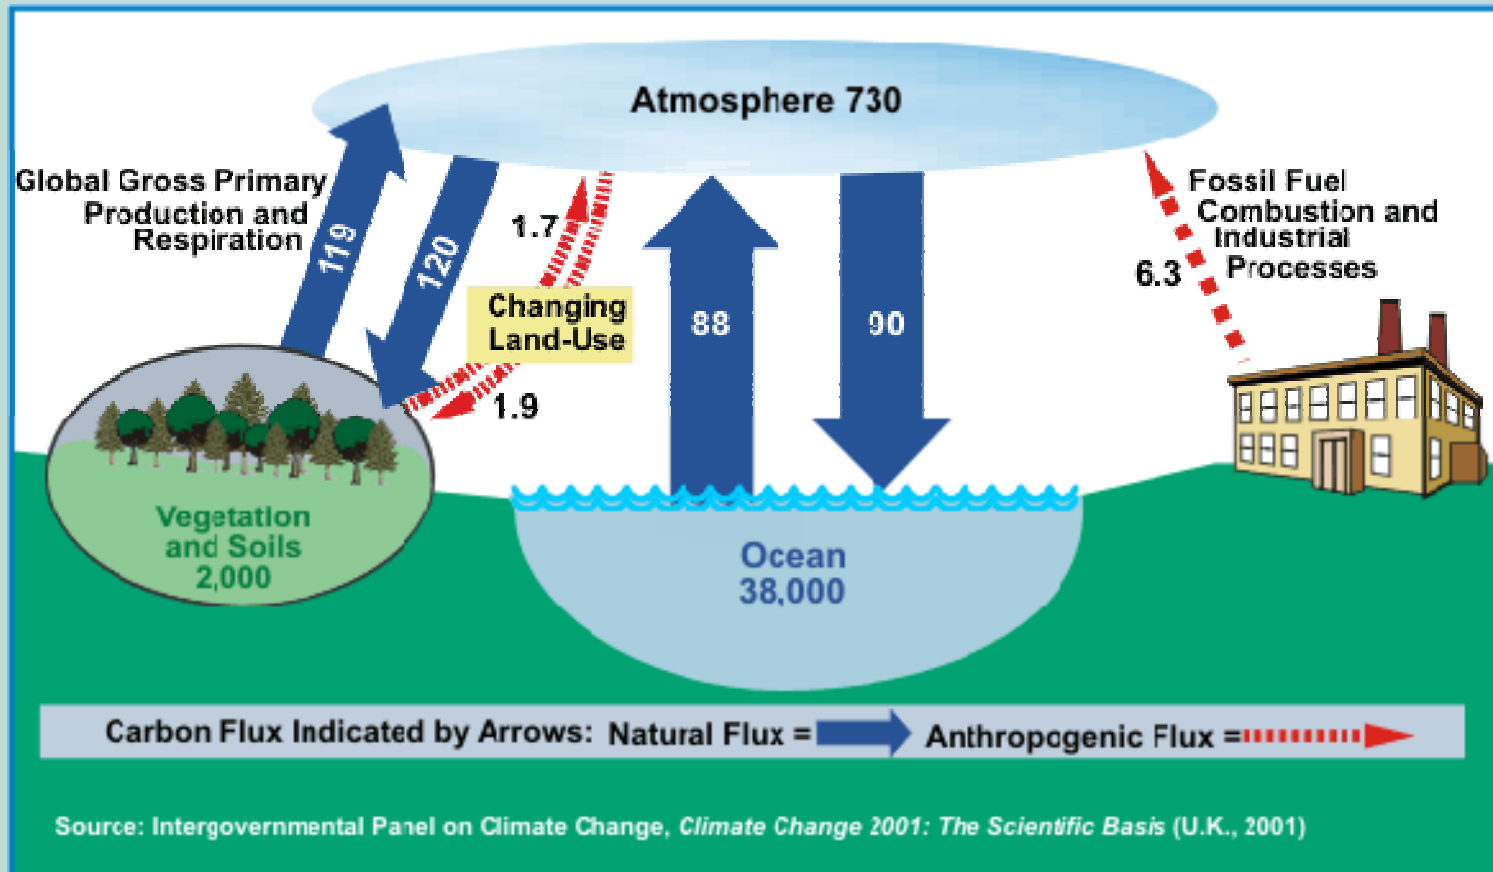 Atmosphere 730
Global Gross Primary
Production and
Respiration
119
120
1.7
Changing
Land-Use
1.9
88
90
Fossil Fuel
Combustion and
Industrial
Processes
6.3
Vegetation
and Soils
2,000
Ocean
38,000
Carbon Flux Indicated by Arrows: Natural Flux = Anthropogenic Flux =
Source: Intergovernmental Panel on Climate Change, Climate Change 2001: The Scientific Basis (U.K., 2001)